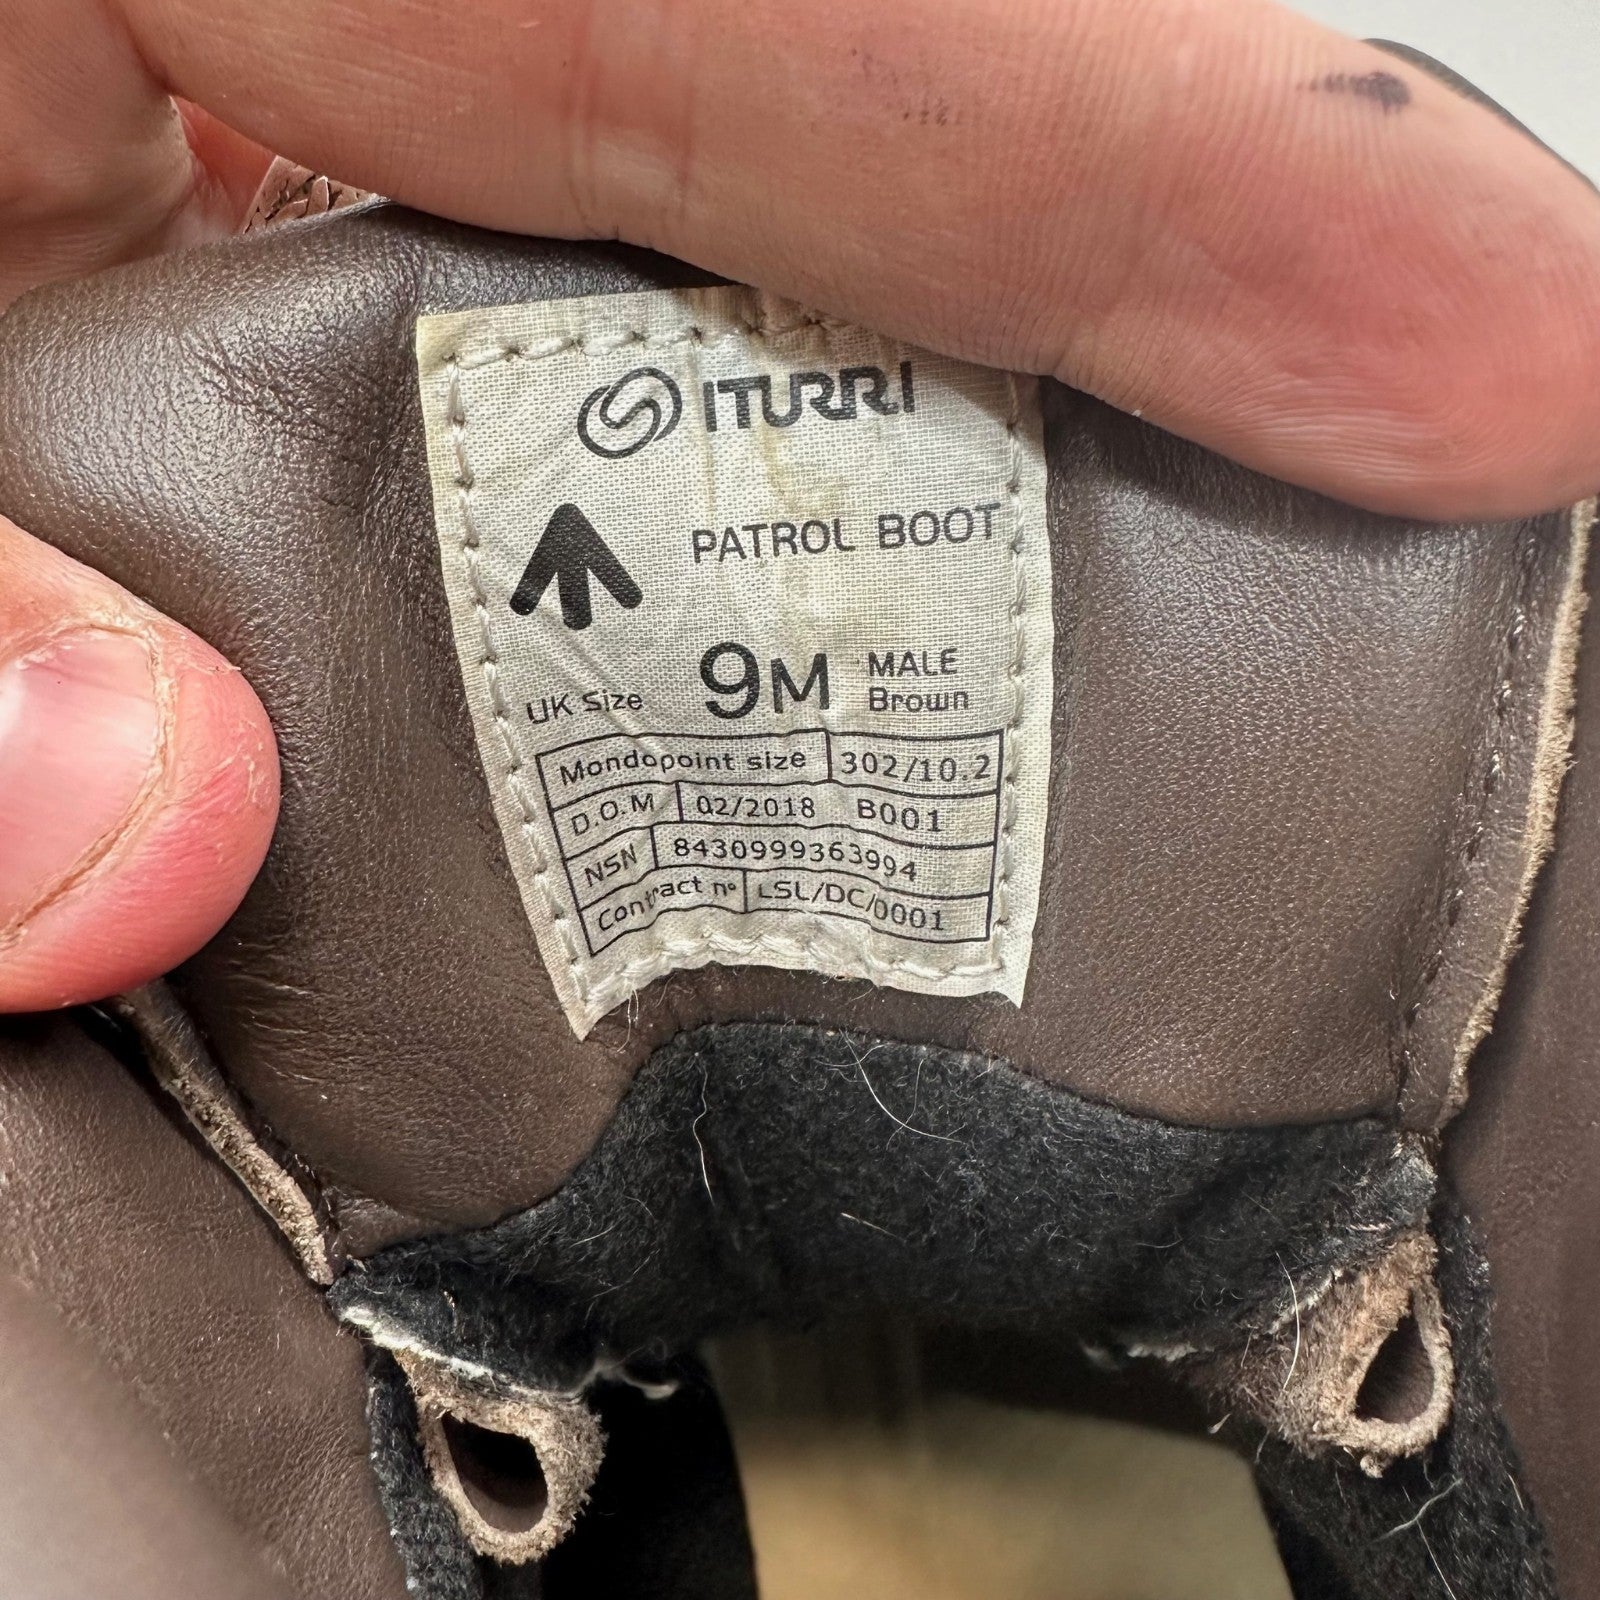 ITURRI
PATROL BOOT
UK Size 9M MALE
Brown
Mondopoint size 302/10.2
D.O.M 02/2018 B001
NSN 8430999363994
Contract nº LSL/DC/0001